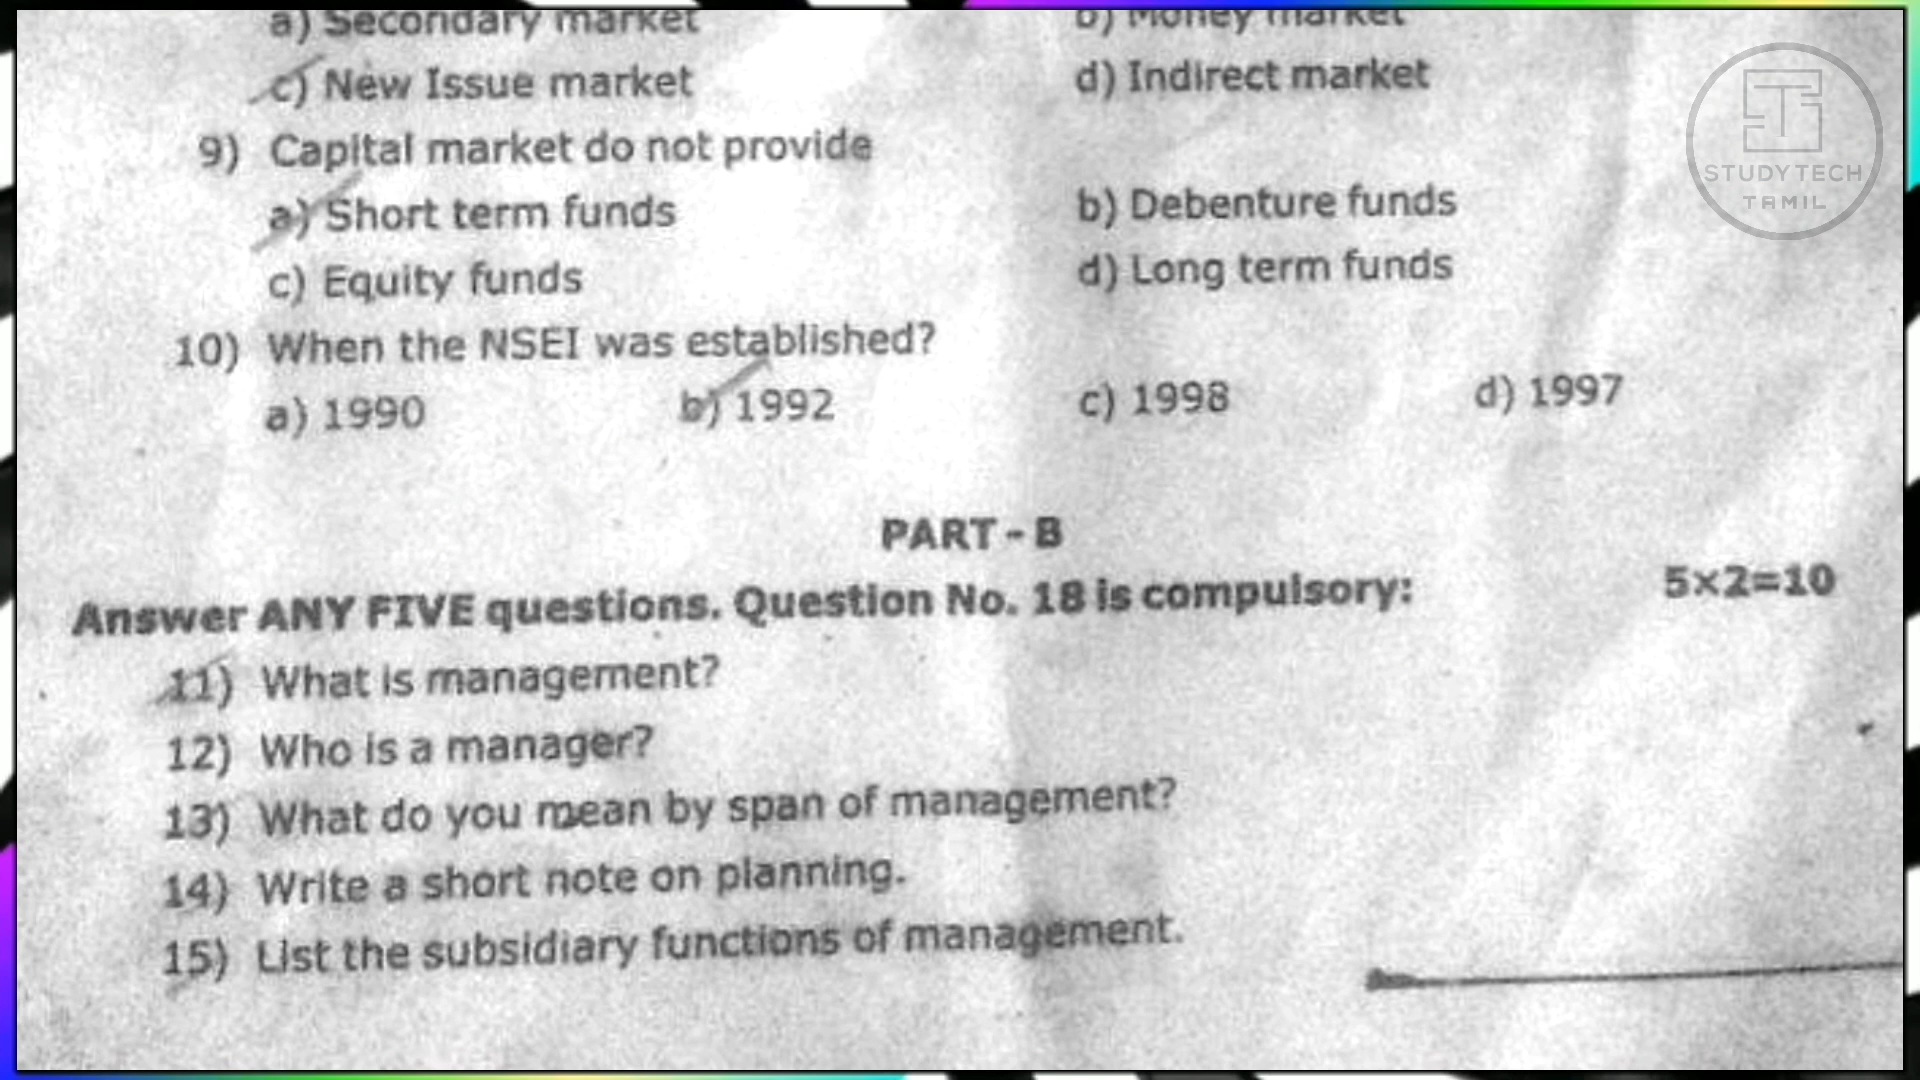 a) Secondary market b) Money market
c) New Issue market d) Indirect market
9) Capital market do not provide
a) Short term funds b) Debenture funds
c) Equity funds d) Long term funds
10) When the NSEI was established?
a) 1990 b) 1992 c) 1998 d) 1997
PART - B
Answer ANY FIVE questions. Question No. 18 is compulsory: 5×2=10
11) What is management?
12) Who is a manager?
13) What do you mean by span of management?
14) Write a short note on planning.
15) List the subsidiary functions of management.
STUDY TECH
TAMIL